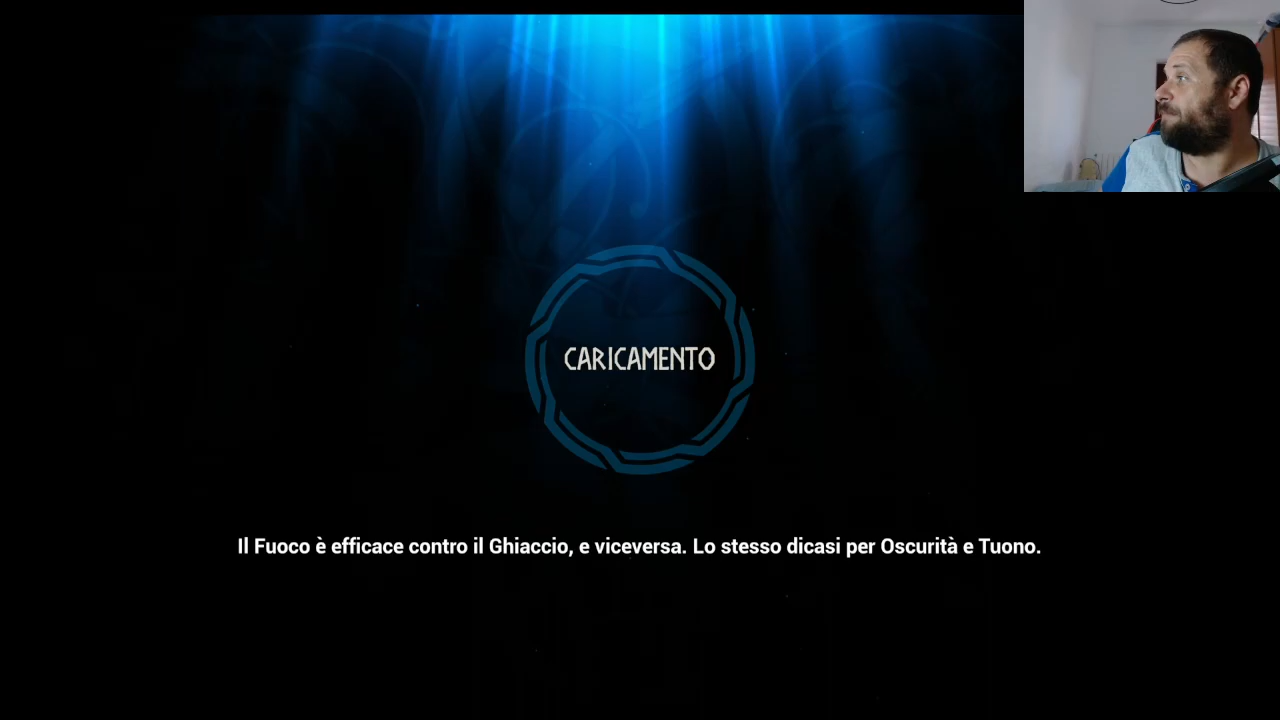 CARICAMENTO
Il Fuoco è efficace contro il Ghiaccio, e viceversa. Lo stesso dicasi per Oscurità e Tuono.